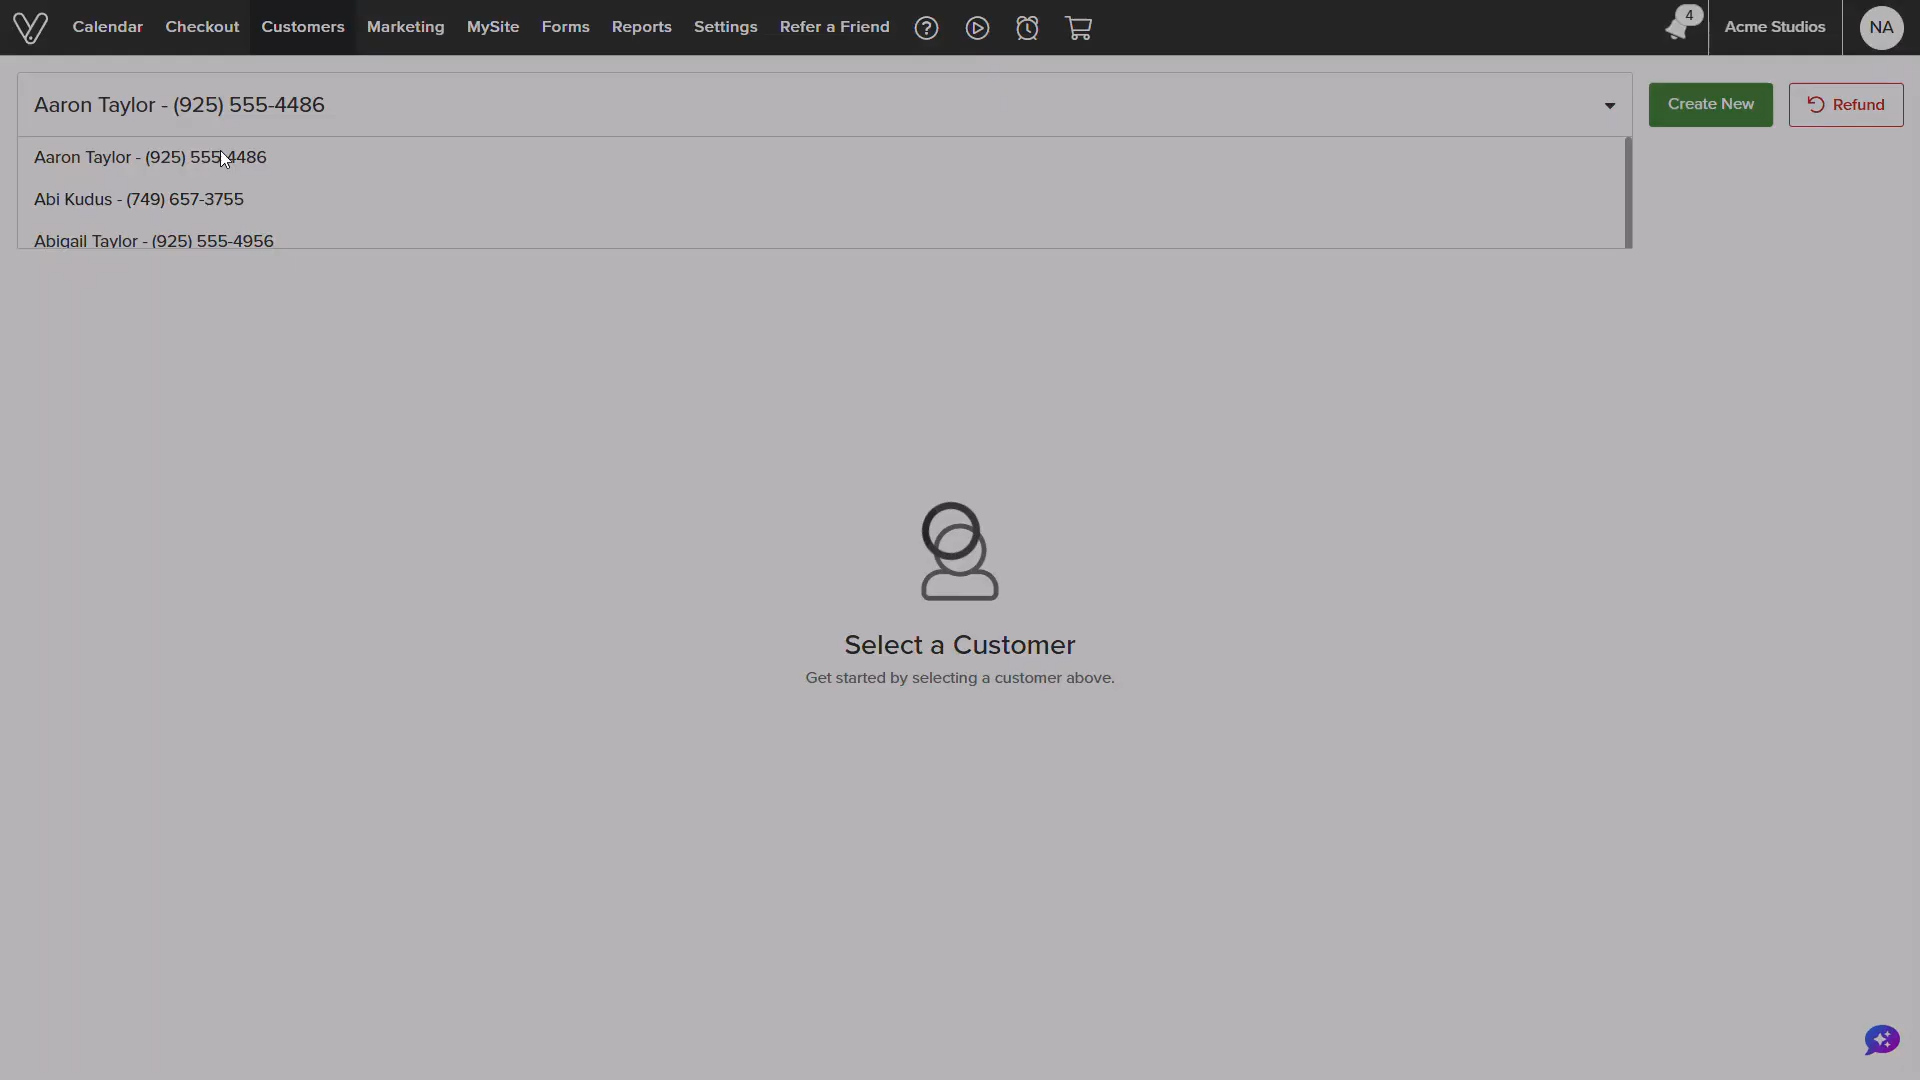 Calendar Checkout Customers Marketing MySite Forms Reports Settings Refer a Friend 4 Acme Studios NA
Aaron Taylor - (925) 555-4486 Create New Refund
Aaron Taylor - (925) 555-4486
Abi Kudus - (749) 657-3755
Abigail Taylor - (925) 555-4956
Select a Customer
Get started by selecting a customer above.